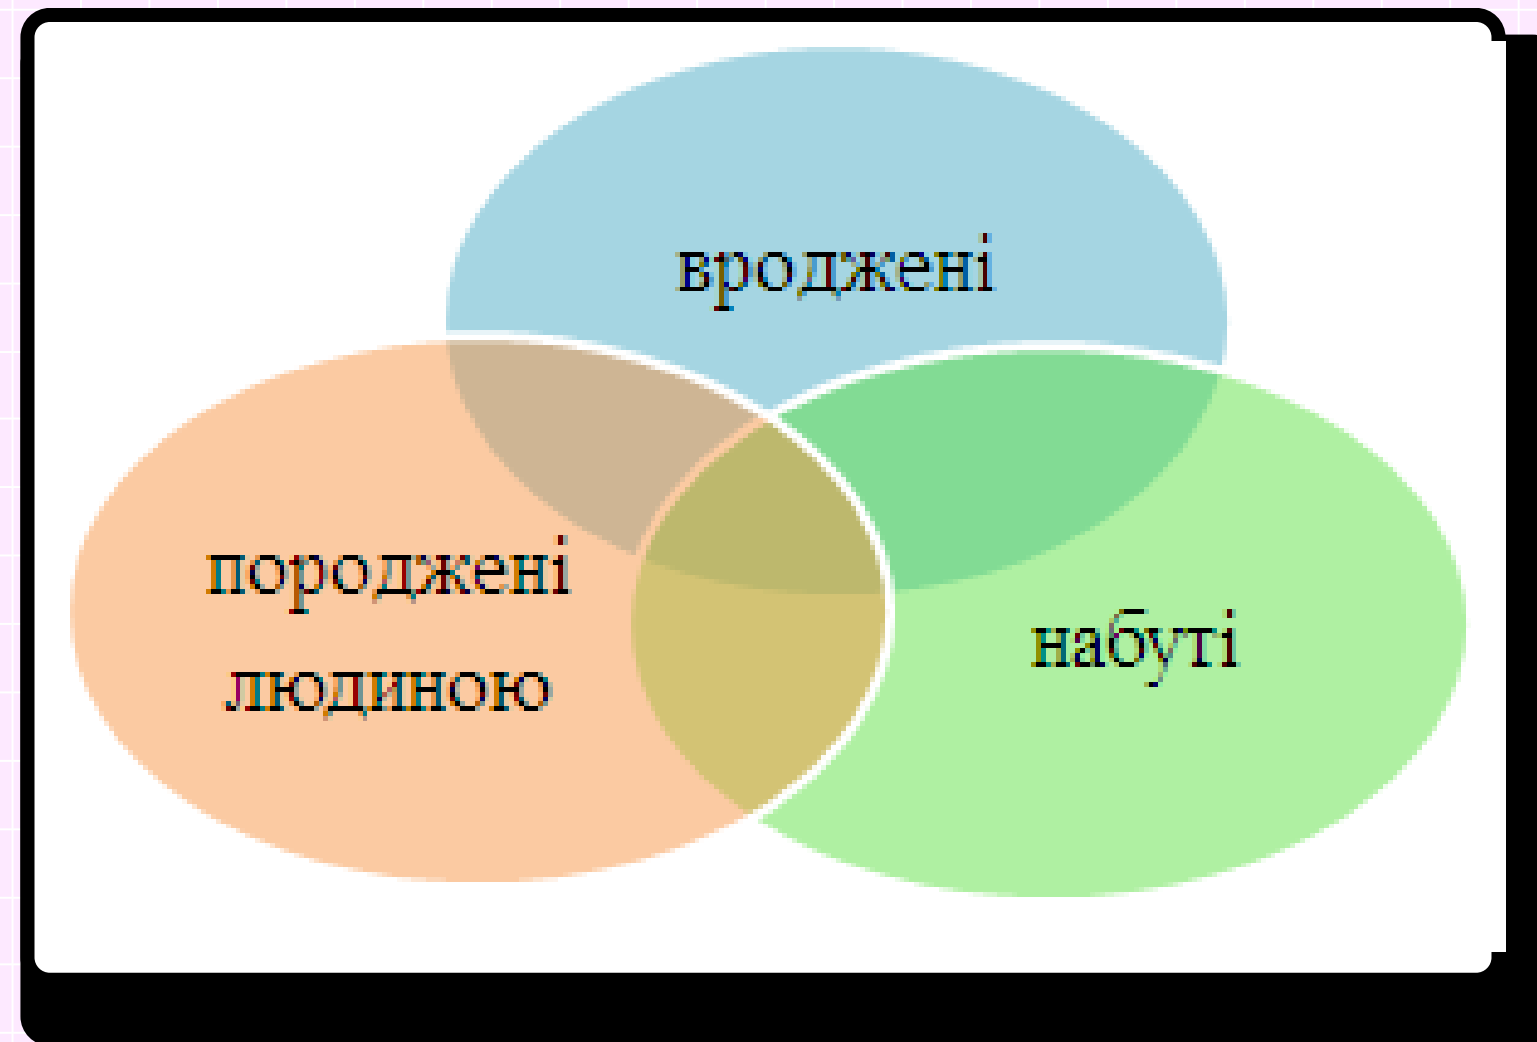 вроджені
породжені
людиною
набуті